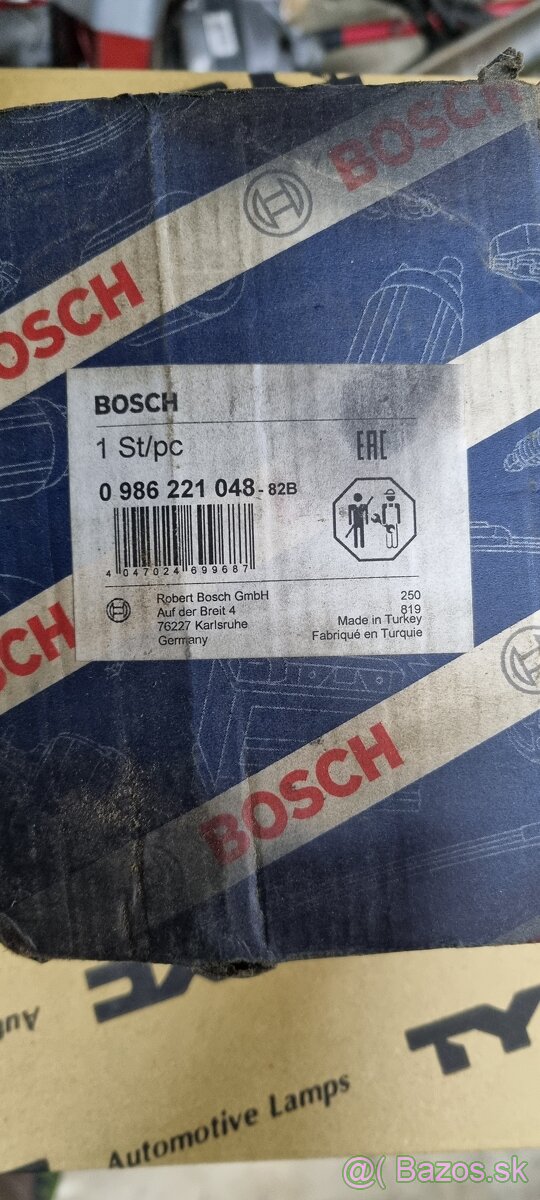 BOSCH
BOSCH
BOSCH
1 St/pc
EAC
0 986 221 048 - 82B
4 047024 699687
Robert Bosch GmbH
Auf der Breit 4
76227 Karlsruhe
Germany
250
819
Made in Turkey
Fabriqué en Turquie
BOSCH
TY
Automotive Lamps
@( Bazos.sk